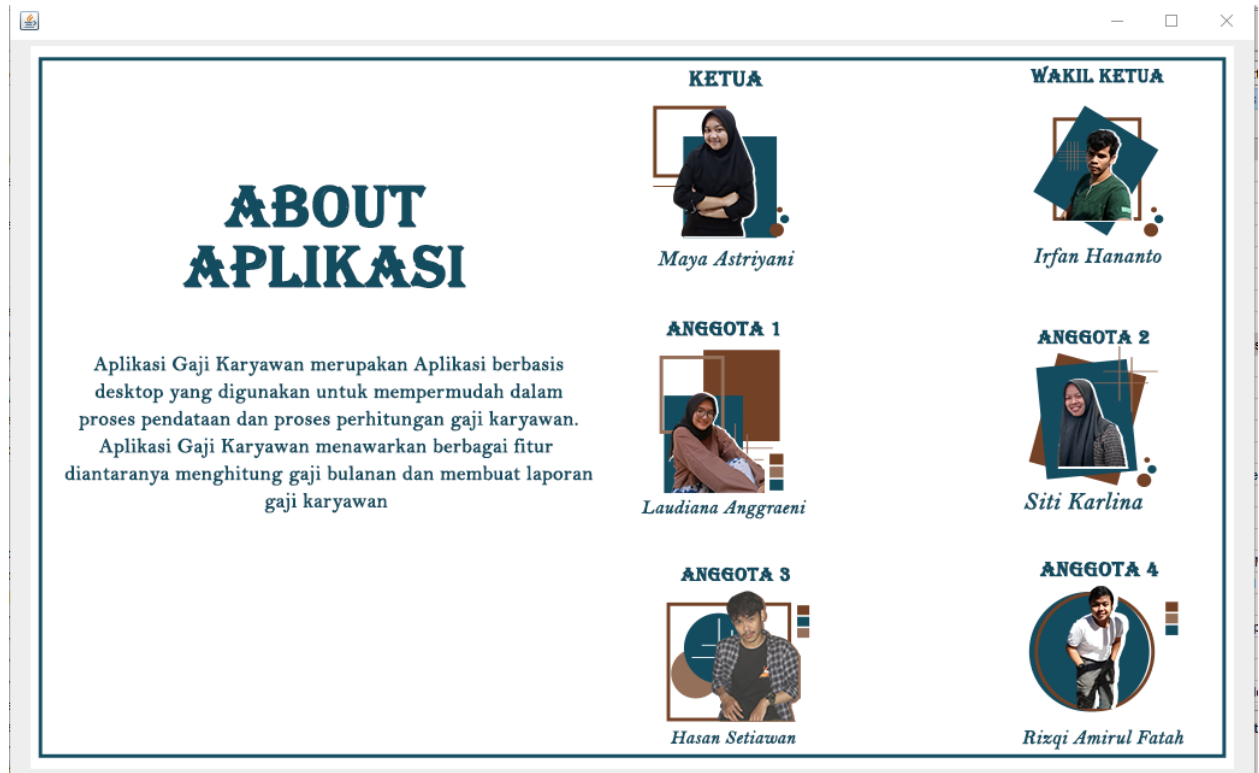 ABOUT
APLIKASI
Aplikasi Gaji Karyawan merupakan Aplikasi berbasis
desktop yang digunakan untuk mempermudah dalam
proses pendataan dan proses perhitungan gaji karyawan.
Aplikasi Gaji Karyawan menawarkan berbagai fitur
diantaranya menghitung gaji bulanan dan membuat laporan
gaji karyawan
KETUA
Maya Astriyani
WAKIL KETUA
Irfan Hananto
ANGGOTA 1
Laudiana Anggraeni
ANGGOTA 2
Siti Karlina
ANGGOTA 3
Hasan Setiawan
ANGGOTA 4
Rizqi Amirul Fatah